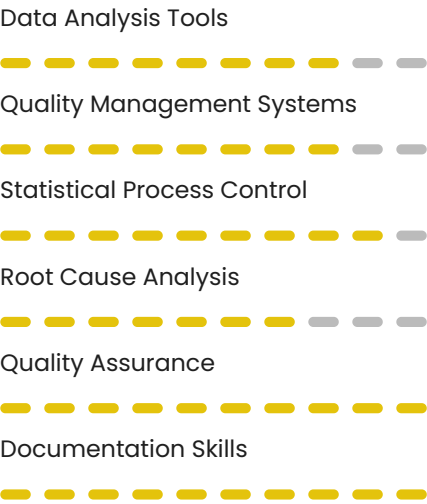 Data Analysis Tools
Quality Management Systems
Statistical Process Control
Root Cause Analysis
Quality Assurance
Documentation Skills